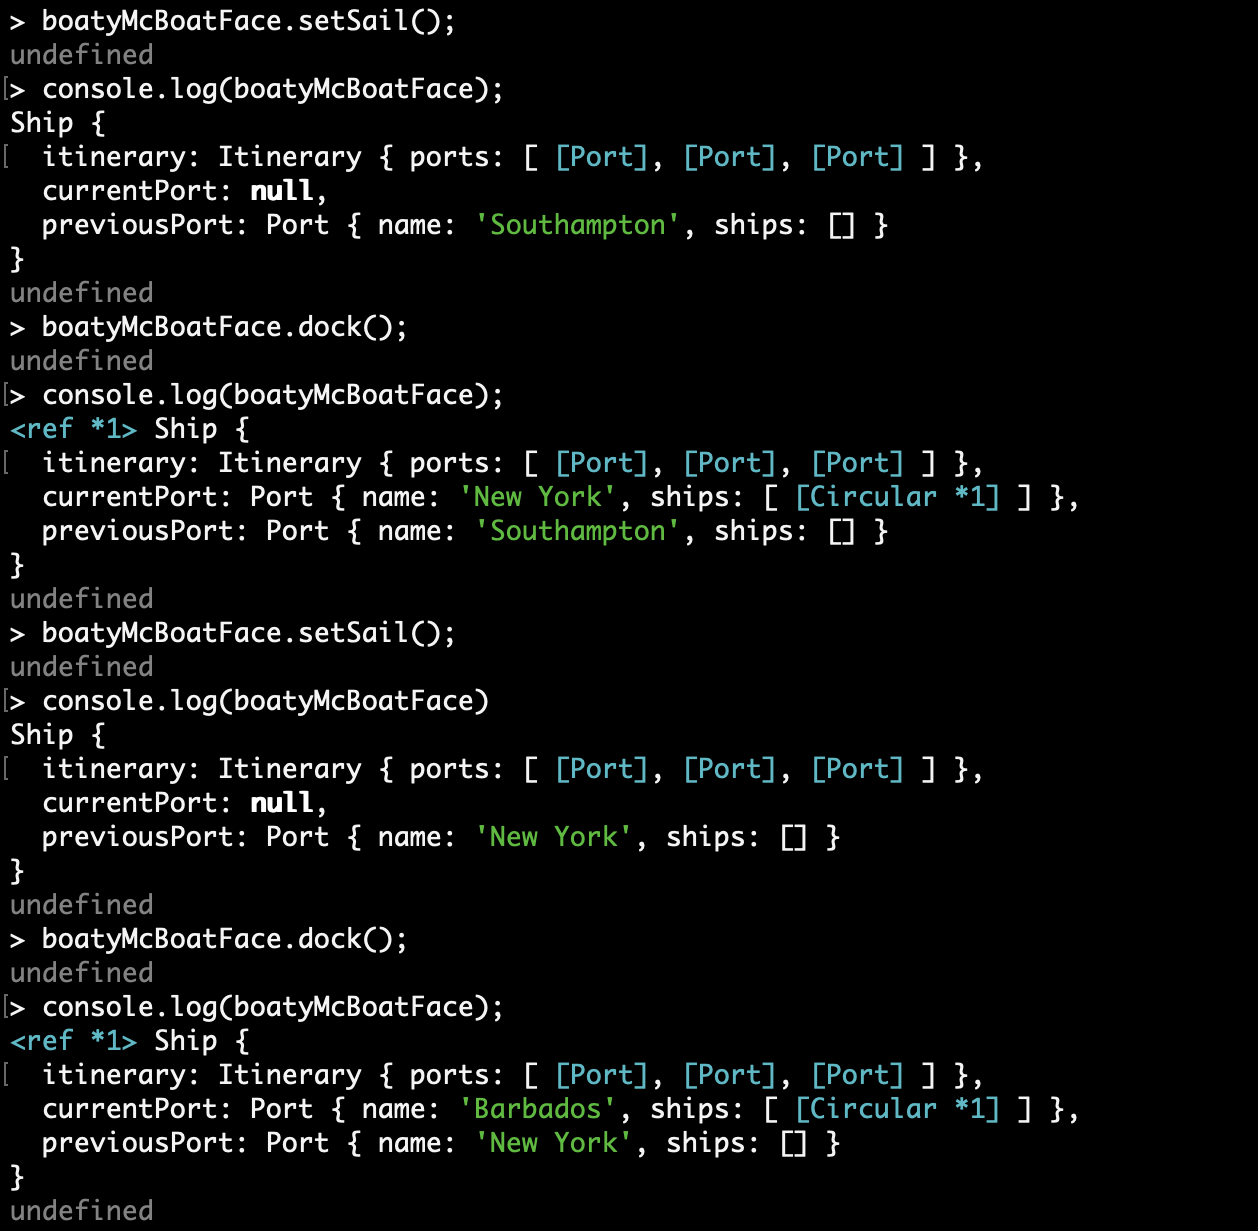 > boatyMcBoatFace.setSail();
undefined
[> console.log(boatyMcBoatFace);
Ship {
[  itinerary: Itinerary { ports: [ [Port], [Port], [Port] ] },
  currentPort: null,
  previousPort: Port { name: 'Southampton', ships: [] }
}
undefined
> boatyMcBoatFace.dock();
undefined
[> console.log(boatyMcBoatFace);
<ref *1> Ship {
[  itinerary: Itinerary { ports: [ [Port], [Port], [Port] ] },
  currentPort: Port { name: 'New York', ships: [ [Circular *1] ] },
  previousPort: Port { name: 'Southampton', ships: [] }
}
undefined
> boatyMcBoatFace.setSail();
undefined
[> console.log(boatyMcBoatFace)
Ship {
[  itinerary: Itinerary { ports: [ [Port], [Port], [Port] ] },
  currentPort: null,
  previousPort: Port { name: 'New York', ships: [] }
}
undefined
> boatyMcBoatFace.dock();
undefined
[> console.log(boatyMcBoatFace);
<ref *1> Ship {
[  itinerary: Itinerary { ports: [ [Port], [Port], [Port] ] },
  currentPort: Port { name: 'Barbados', ships: [ [Circular *1] ] },
  previousPort: Port { name: 'New York', ships: [] }
}
undefined